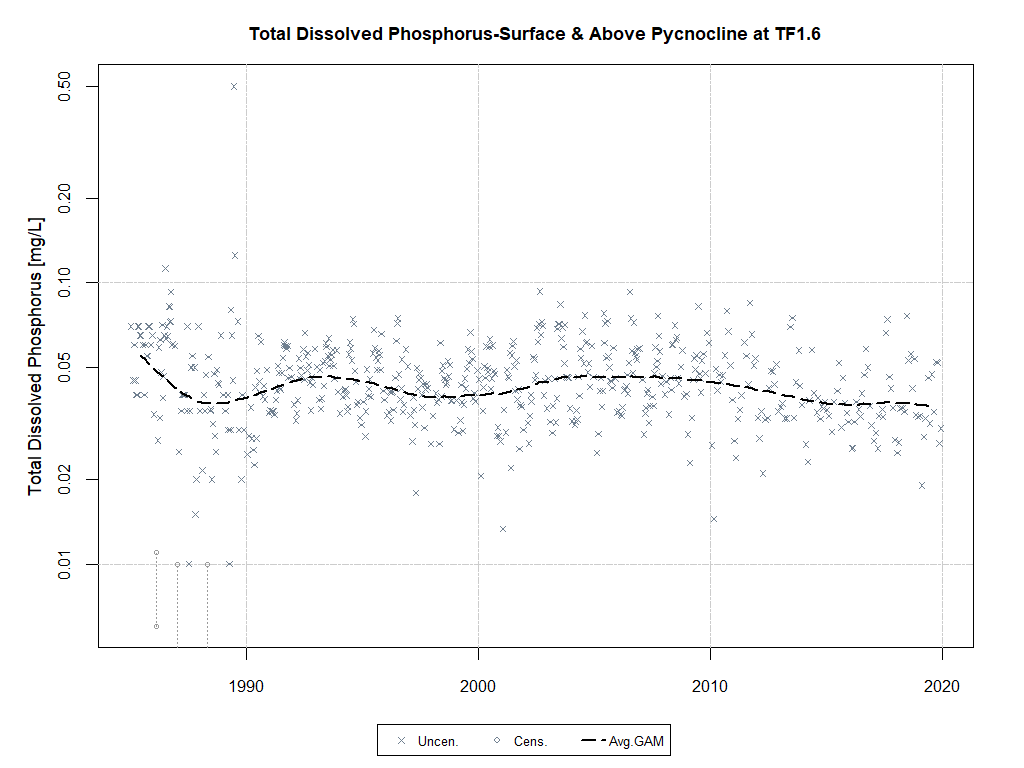 Total Dissolved Phosphorus-Surface & Above Pycnocline at TF1.6
Total Dissolved Phosphorus [mg/L]
0.50
0.20
0.10
0.05
0.02
0.01
1990 2000 2010 2020
Uncen. Cens. Avg.GAM